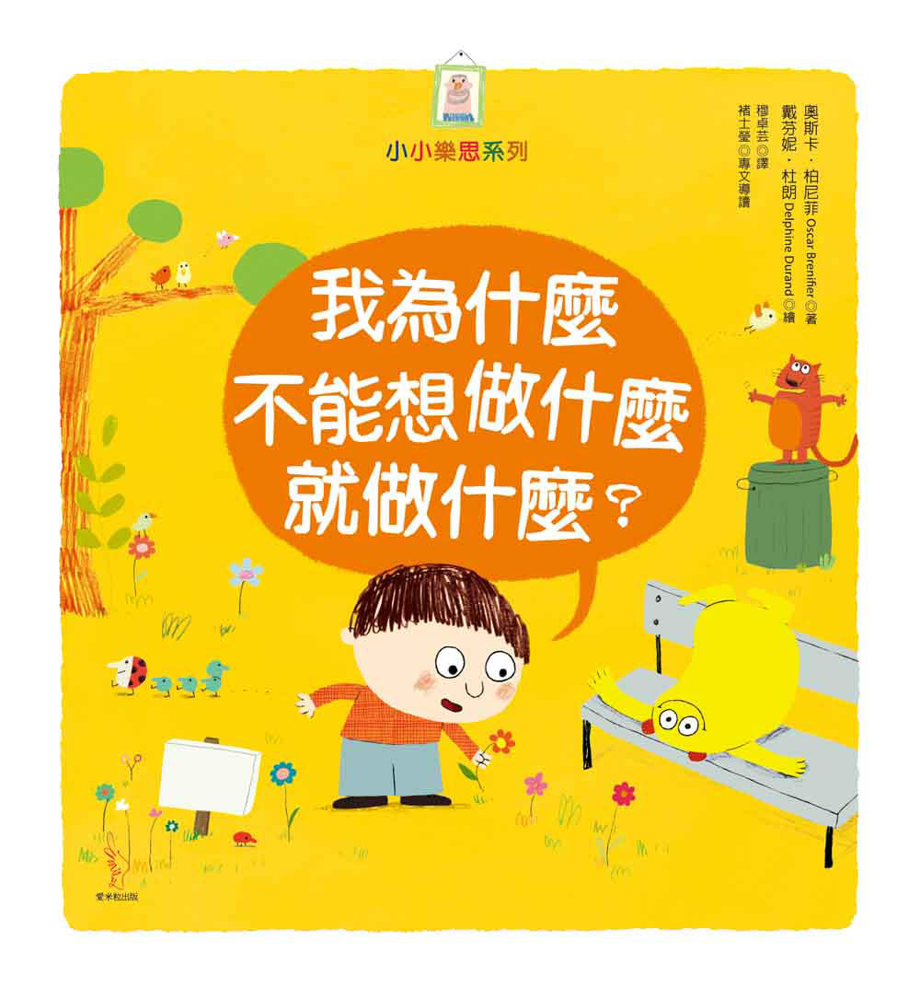 小小樂思系列
奧斯卡．柏尼菲 Oscar Brenifier◎著
戴芬妮．杜朗 Delphine Durand◎繪
穆卓芸◎譯
褚士瑩◎專文導讀
我為什麼
不能想做什麼
就做什麼？
愛米粒出版